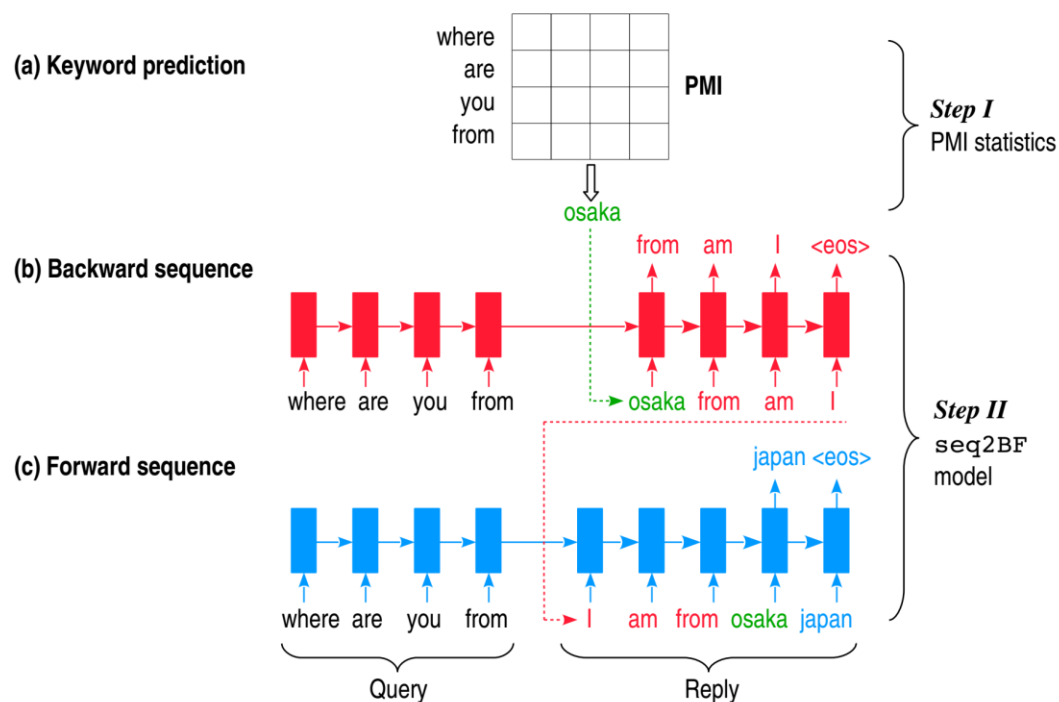 where
(a) Keyword prediction
are
PMI
you
from
Step I
PMI statistics
osaka
from am I <eos>
(b) Backward sequence
where are you from
osaka from am I
Step II
seq2BF
model
(c) Forward sequence
japan <eos>
where are you from
I am from osaka japan
Query
Reply